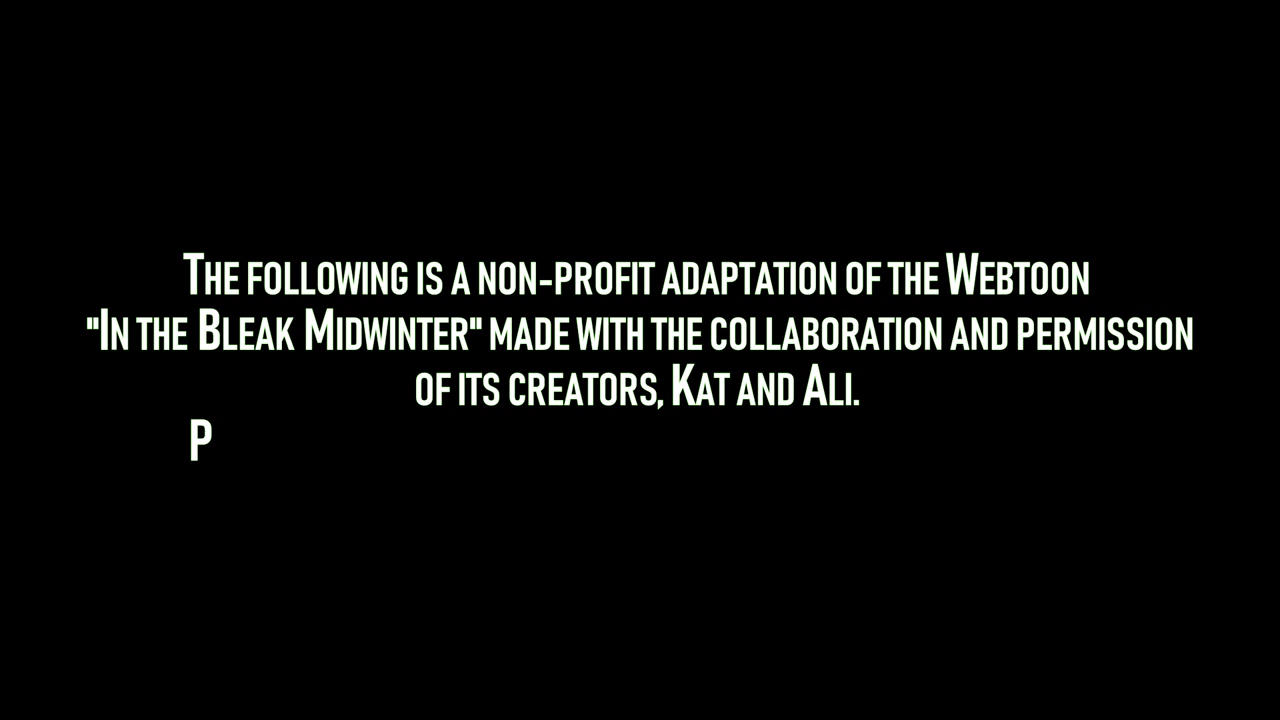 The following is a non-profit adaptation of the Webtoon
"In the Bleak Midwinter" made with the collaboration and permission
of its creators, Kat and Ali.
P